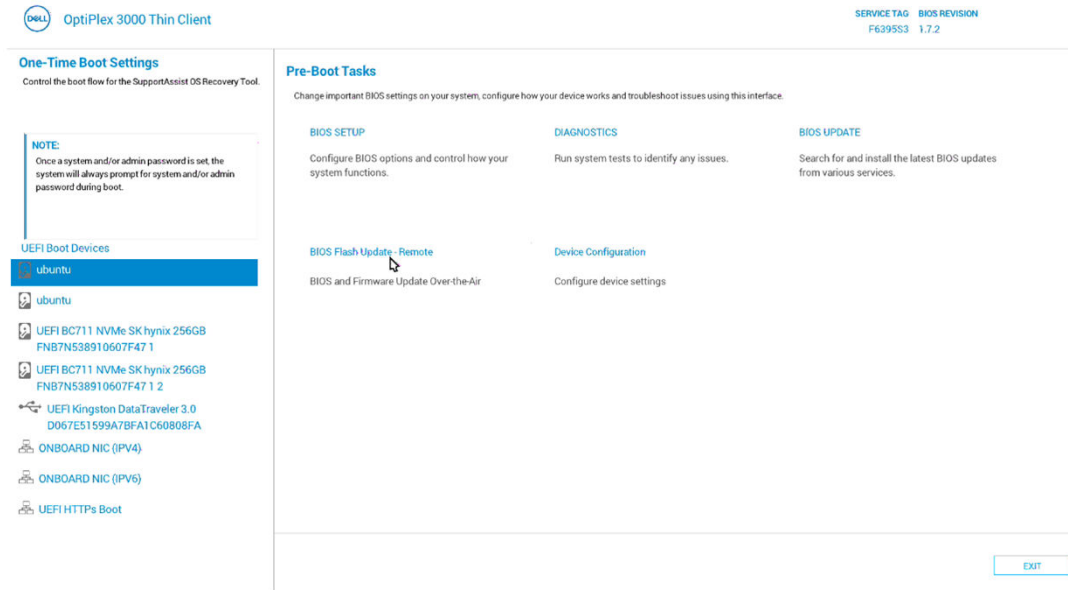 DELL
OptiPlex 3000 Thin Client
SERVICE TAG BIOS REVISION
F6395S3 1.7.2
One-Time Boot Settings
Control the boot flow for the SupportAssist OS Recovery Tool.
NOTE:
Once a system and/or admin password is set, the
system will always prompt for system and/or admin
password during boot.
UEFI Boot Devices
ubuntu
ubuntu
UEFI BC711 NVMe SK hynix 256GB
FNB7N538910607F47 1
UEFI BC711 NVMe SK hynix 256GB
FNB7N538910607F47 1 2
UEFI Kingston DataTraveler 3.0
D067E51599A7BFA1C60808FA
ONBOARD NIC (IPV4)
ONBOARD NIC (IPV6)
UEFI HTTPs Boot
Pre-Boot Tasks
Change important BIOS settings on your system, configure how your device works and troubleshoot issues using this interface.
BIOS SETUP
Configure BIOS options and control how your
system functions.
DIAGNOSTICS
Run system tests to identify any issues.
BIOS UPDATE
Search for and install the latest BIOS updates
from various services.
BIOS Flash Update - Remote
BIOS and Firmware Update Over-the-Air
Device Configuration
Configure device settings
EXIT